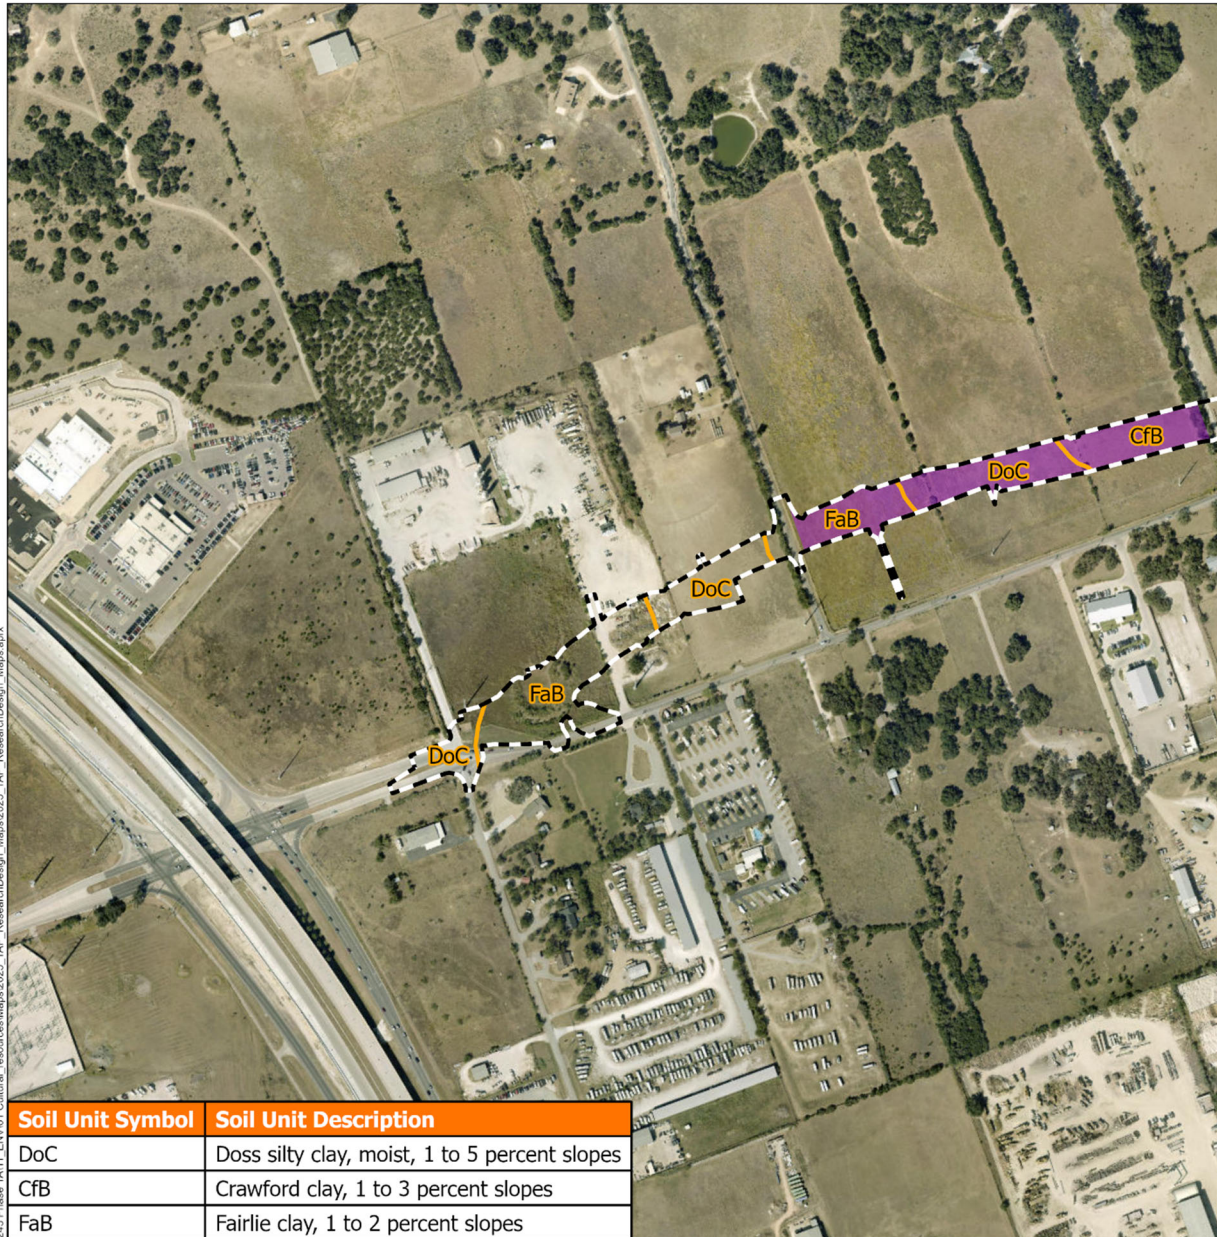 CfB
DoC
FaB
DoC
FaB
DoC
Soil Unit Symbol Soil Unit Description
DoC Doss silty clay, moist, 1 to 5 percent slopes
CfB Crawford clay, 1 to 3 percent slopes
FaB Fairlie clay, 1 to 2 percent slopes